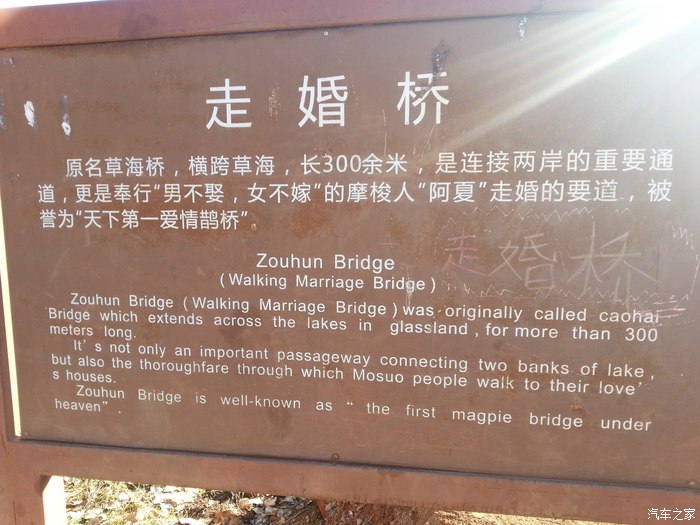 走婚桥
原名草海桥，横跨草海，长300余米，是连接两岸的重要通
道，更是奉行“男不娶，女不嫁”的摩梭人“阿夏”走婚的要道，被
誉为“天下第一爱情鹊桥”。
Zouhun Bridge
(Walking Marriage Bridge)
走婚桥
Zouhun Bridge (Walking Marriage Bridge) was originally called caohai
Bridge which extends across the lakes in glassland, for more than 300
meters long.
It's not only an important passageway connecting two banks of lake,
but also the thoroughfare through which Mosuo people walk to their love'
s houses.
Zouhun Bridge is well-known as “ the first magpie bridge under
heaven” .
汽车之家